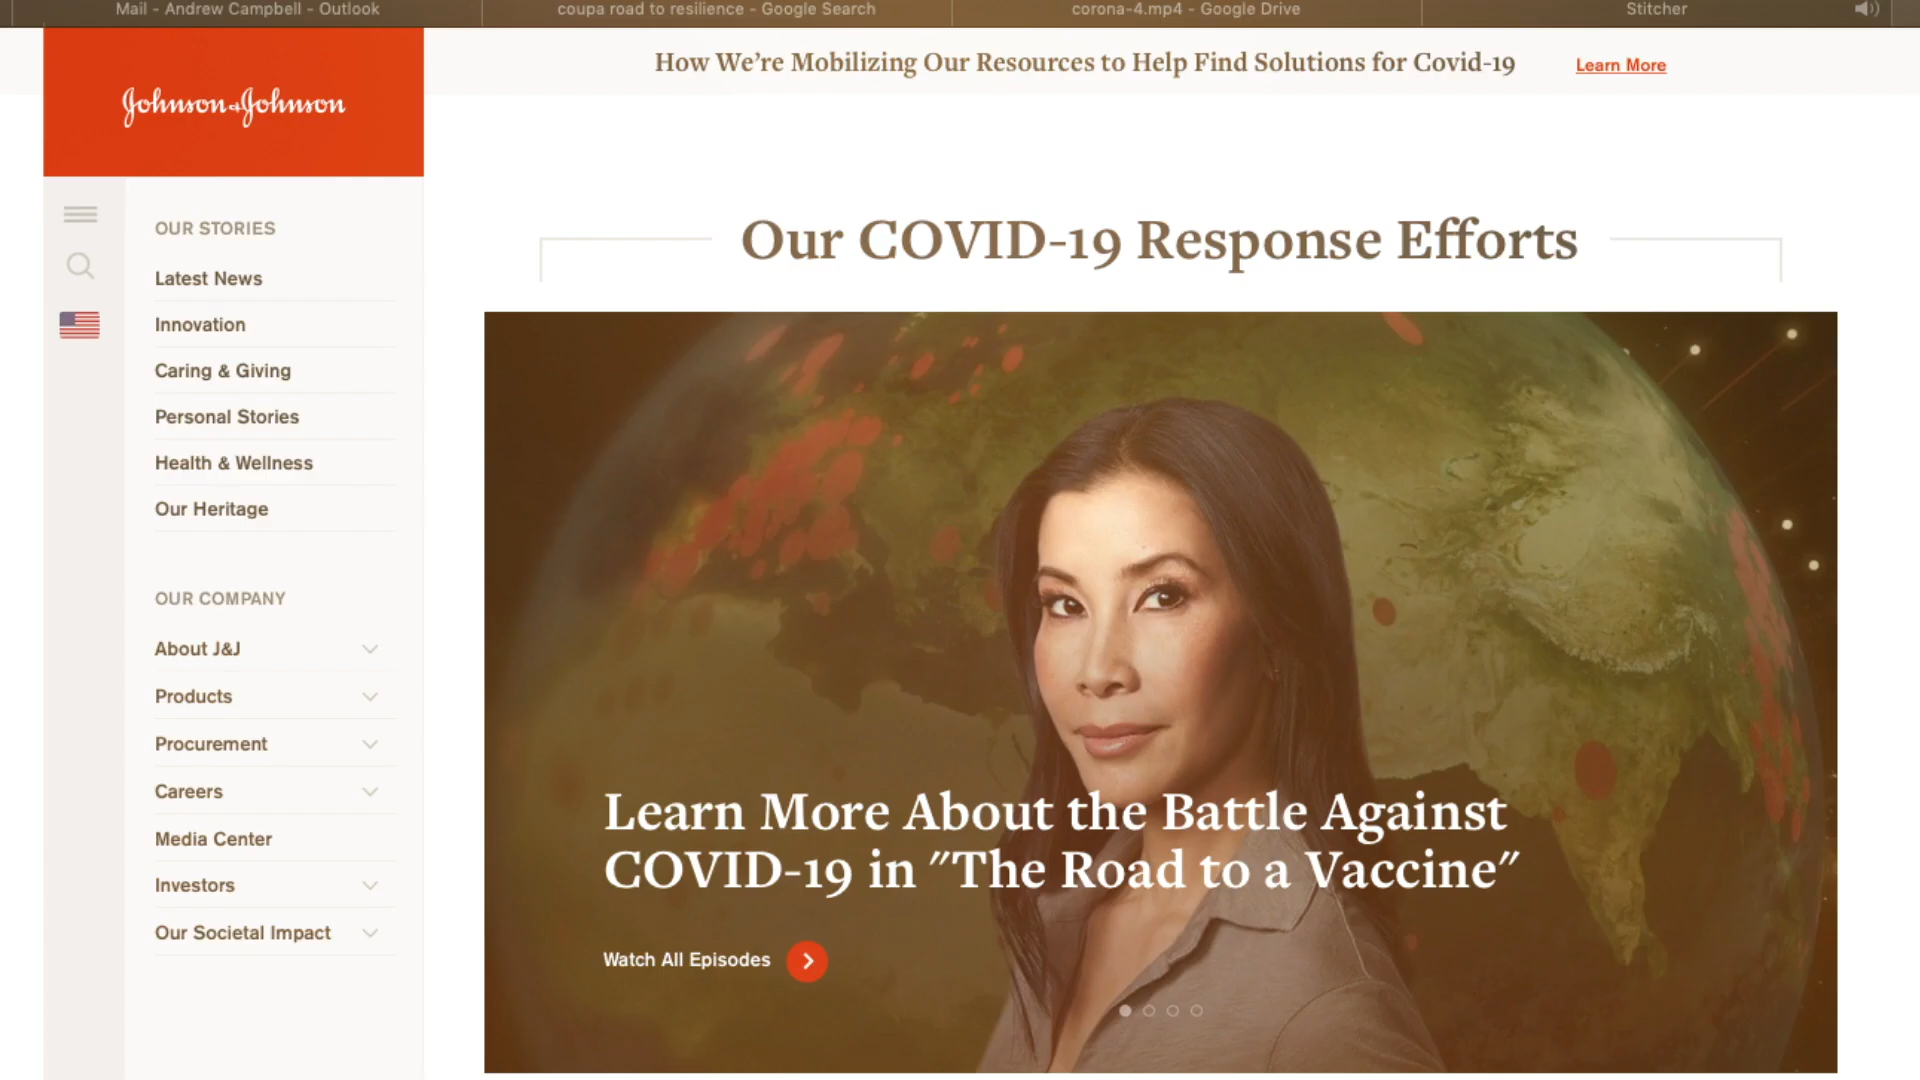 Mail - Andrew Campbell - Outlook
coupa road to resilience - Google Search
corona-4.mp4 - Google Drive
Stitcher
How We’re Mobilizing Our Resources to Help Find Solutions for Covid-19
Learn More
Johnson&Johnson
OUR STORIES
Latest News
Innovation
Caring & Giving
Personal Stories
Health & Wellness
Our Heritage
OUR COMPANY
About J&J
Products
Procurement
Careers
Media Center
Investors
Our Societal Impact
Our COVID-19 Response Efforts
Learn More About the Battle Against
COVID-19 in "The Road to a Vaccine"
Watch All Episodes